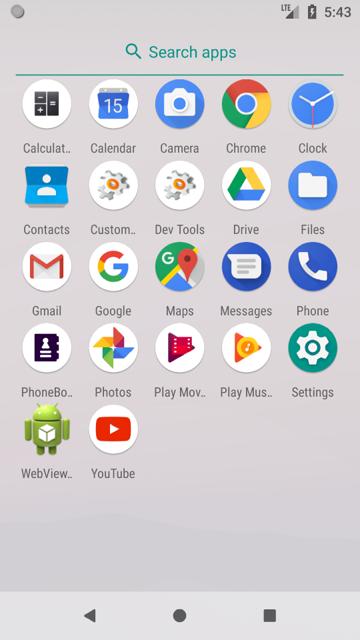 LTE 5:43
Search apps
15
Calculat.. Calendar Camera Chrome Clock
Contacts Custom.. Dev Tools Drive Files
G
Gmail Google Maps Messages Phone
PhoneBo.. Photos Play Mov.. Play Mus.. Settings
WebView.. YouTube